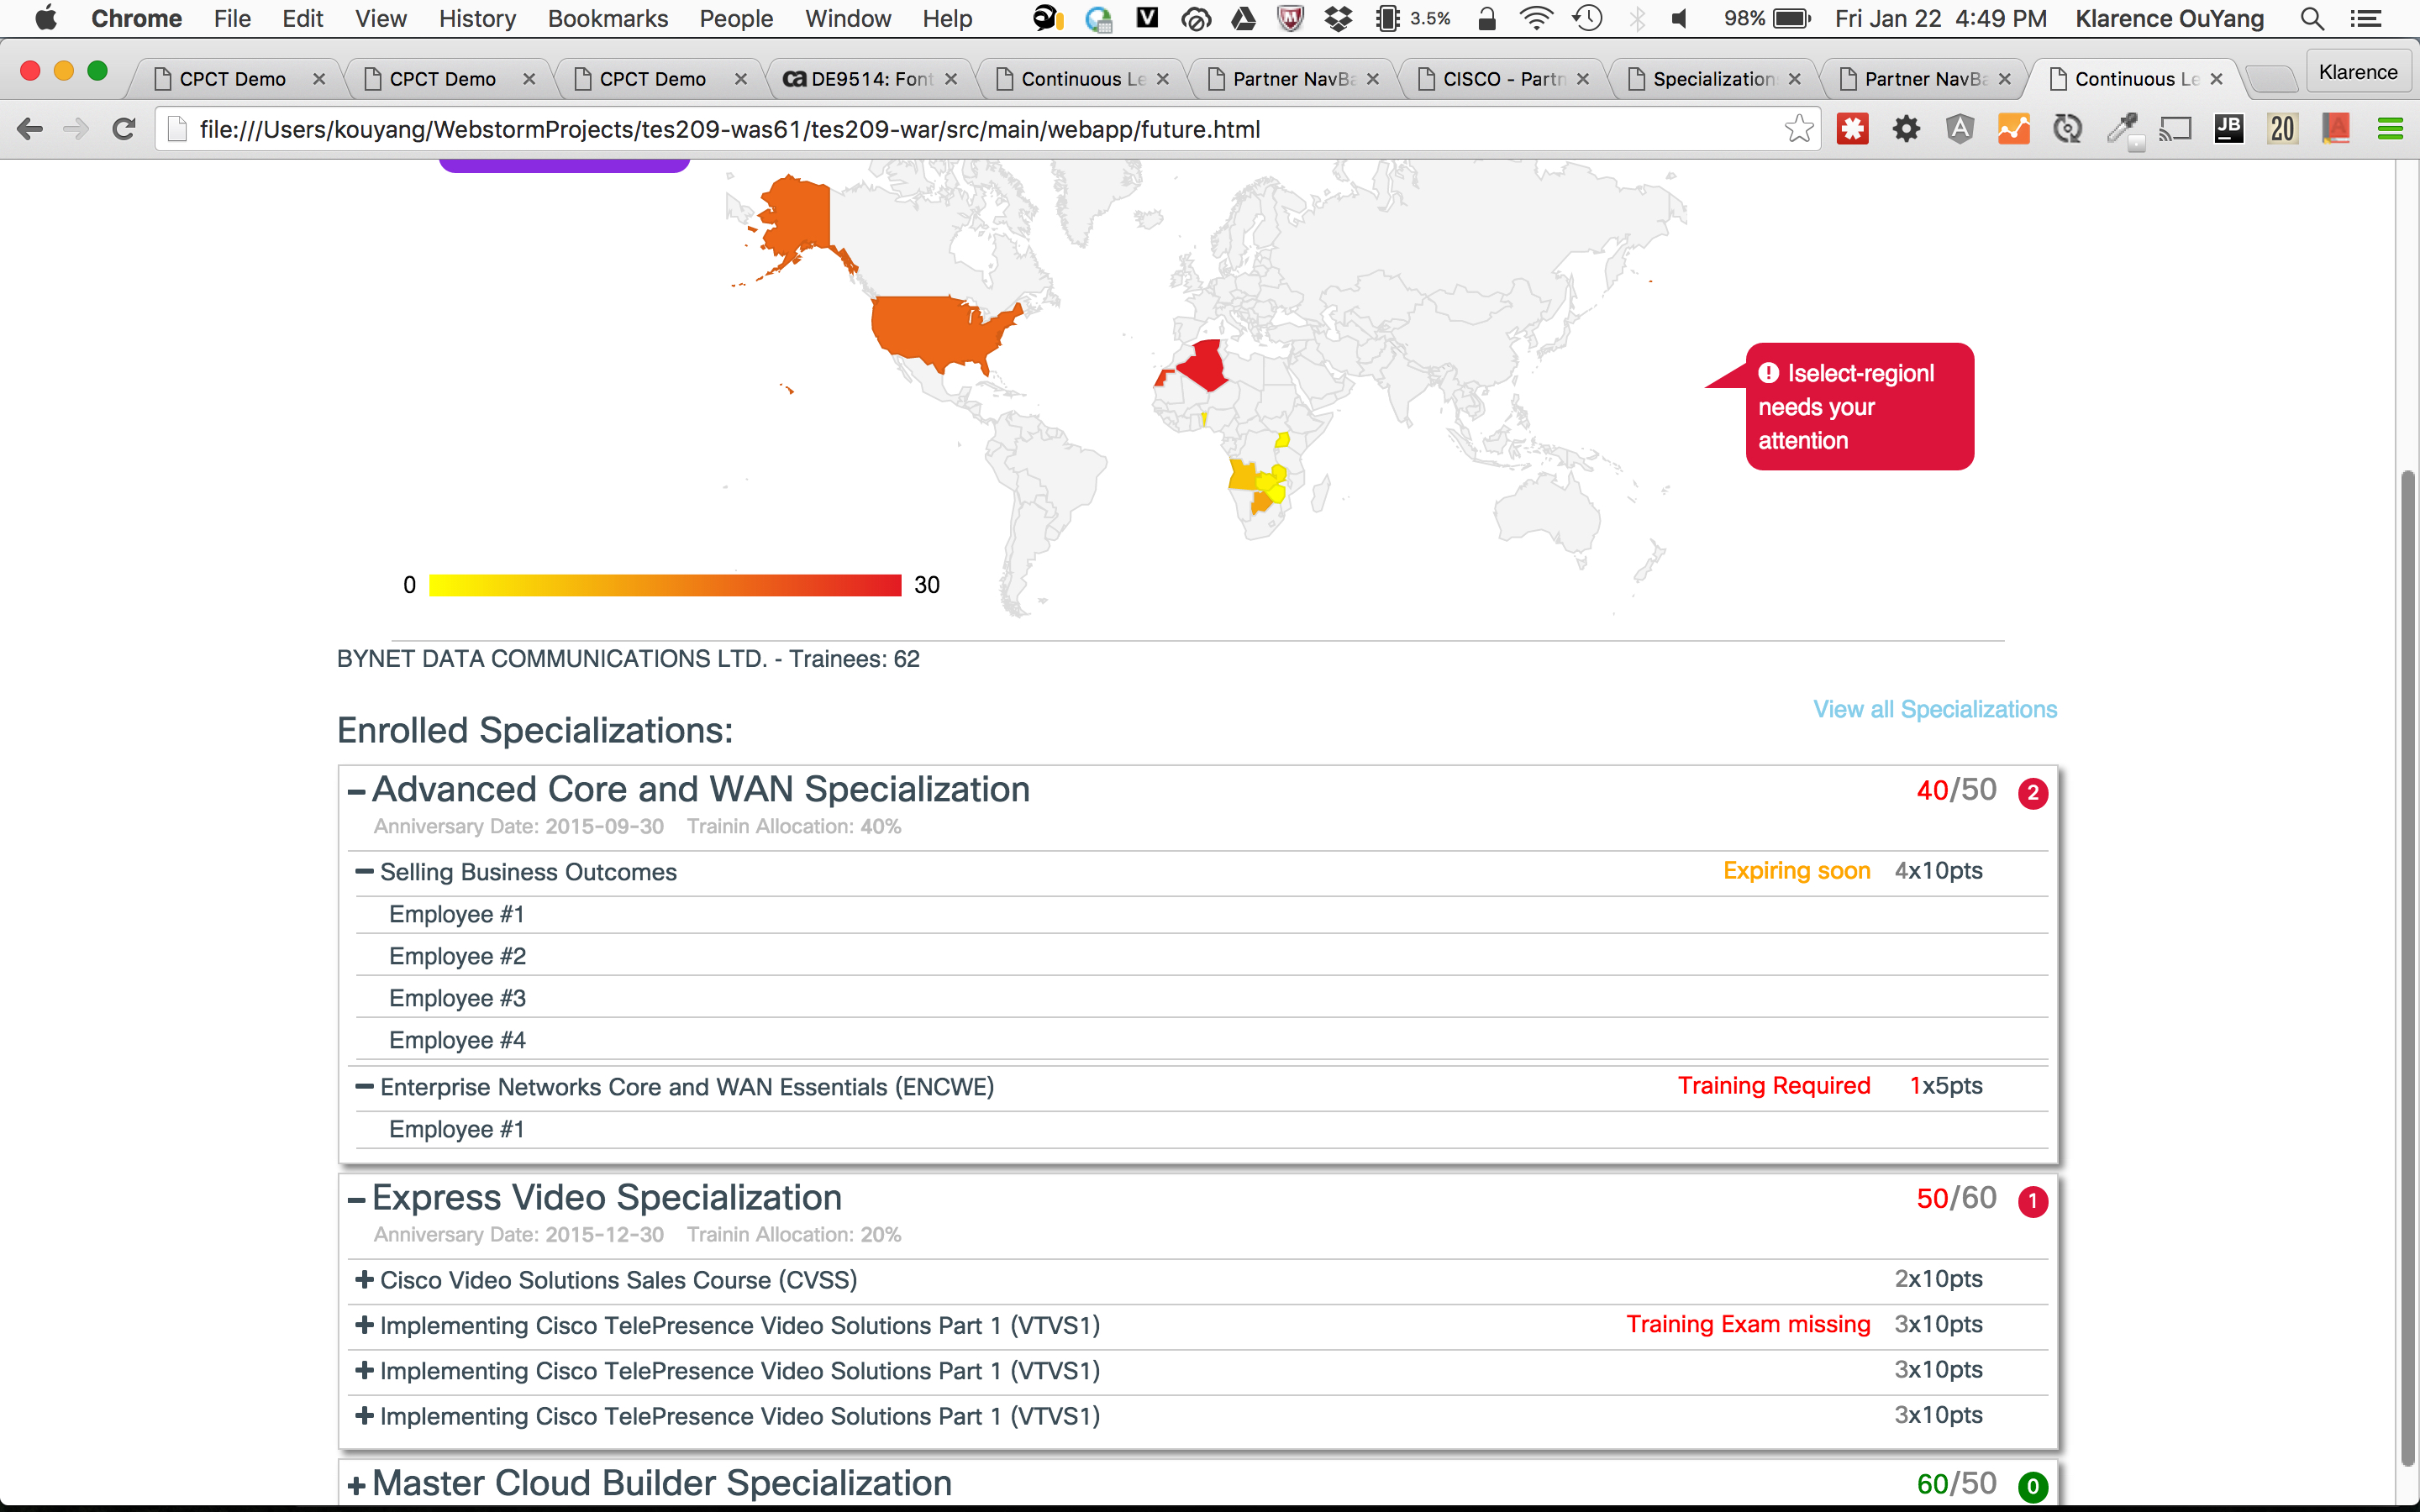 Chrome File Edit View History Bookmarks People Window Help V 3.5% 98% Fri Jan 22 4:49 PM Klarence OuYang
CPCT Demo CPCT Demo CPCT Demo ca DE9514: Font Continuous Le Partner NavBa CISCO - Partn Specialization Partner NavBa Continuous Le Klarence
file:///Users/kouyang/WebstormProjects/tes209-was61/tes209-war/src/main/webapp/future.html JB 20
|select-region|
needs your
attention
0 30
BYNET DATA COMMUNICATIONS LTD. - Trainees: 62
View all Specializations
Enrolled Specializations:
Advanced Core and WAN Specialization 40/50 2
Anniversary Date: 2015-09-30 Trainin Allocation: 40%
Selling Business Outcomes Expiring soon 4x10pts
Employee #1
Employee #2
Employee #3
Employee #4
Enterprise Networks Core and WAN Essentials (ENCWE) Training Required 1x5pts
Employee #1
Express Video Specialization 50/60 1
Anniversary Date: 2015-12-30 Trainin Allocation: 20%
Cisco Video Solutions Sales Course (CVSS) 2x10pts
Implementing Cisco TelePresence Video Solutions Part 1 (VTVS1) Training Exam missing 3x10pts
Implementing Cisco TelePresence Video Solutions Part 1 (VTVS1) 3x10pts
Implementing Cisco TelePresence Video Solutions Part 1 (VTVS1) 3x10pts
Master Cloud Builder Specialization 60/50 0